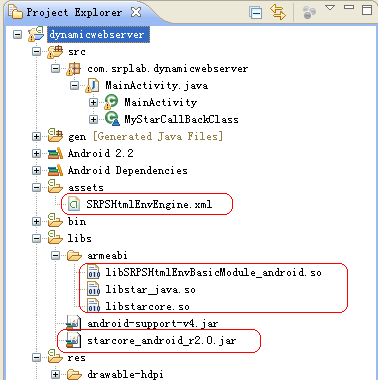 Project Explorer
dynamicwebserver
src
com.srplab.dynamicwebserver
MainActivity.java
MainActivity
MyStarCallBackClass
gen [Generated Java Files]
Android 2.2
Android Dependencies
assets
SRPSHtmlEnvEngine.xml
bin
libs
armeabi
libSRPSHtmlEnvBasicModule_android.so
libstar_java.so
libstarcore.so
android-support-v4.jar
starcore_android_r2.0.jar
res
drawable-hdpi